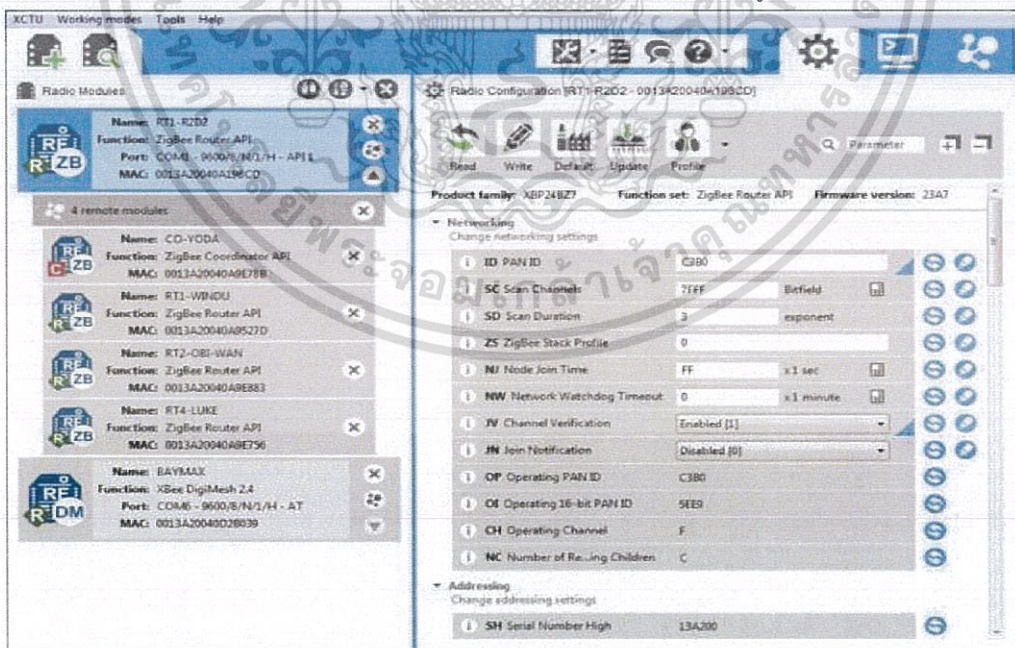 XCTU Working modes Tools Help
Radio Modules
Name: RT1-R2D2
Function: ZigBee Router API
Port: COM1 - 9600/8/N/1/H - API 1
MAC: 0013A20040A198CD
4 remote modules
Name: CO-YODA
Function: ZigBee Coordinator API
MAC: 0013A20040A9E78B
Name: RT1-WINDU
Function: ZigBee Router API
MAC: 0013A20040A9527D
Name: RT2-OBI-WAN
Function: ZigBee Router API
MAC: 0013A20040A9E883
Name: RT4-LUKE
Function: ZigBee Router API
MAC: 0013A20040A9E756
Name: BAYMAX
Function: XBee DigiMesh 2.4
Port: COM6 - 9600/8/N/1/H - AT
MAC: 0013A20040D2B039
Radio Configuration [RT1-R2D2 - 0013A20040A198CD]
Read Write Default Update Profile
Parameter
Product family: XBP24BZ7 Function set: ZigBee Router API Firmware version: 23A7
Networking
Change networking settings
ID PAN ID C3B0
SC Scan Channels 7FFF Bitfield
SD Scan Duration 3 exponent
ZS ZigBee Stack Profile 0
NJ Node Join Time FF x 1 sec
NW Network Watchdog Timeout 0 x 1 minute
JV Channel Verification Enabled [1]
JN Join Notification Disabled [0]
OP Operating PAN ID C3B0
OI Operating 16-bit PAN ID 5EE9
CH Operating Channel F
NC Number of Re...ing Children C
Addressing
Change addressing settings
SH Serial Number High 13A200